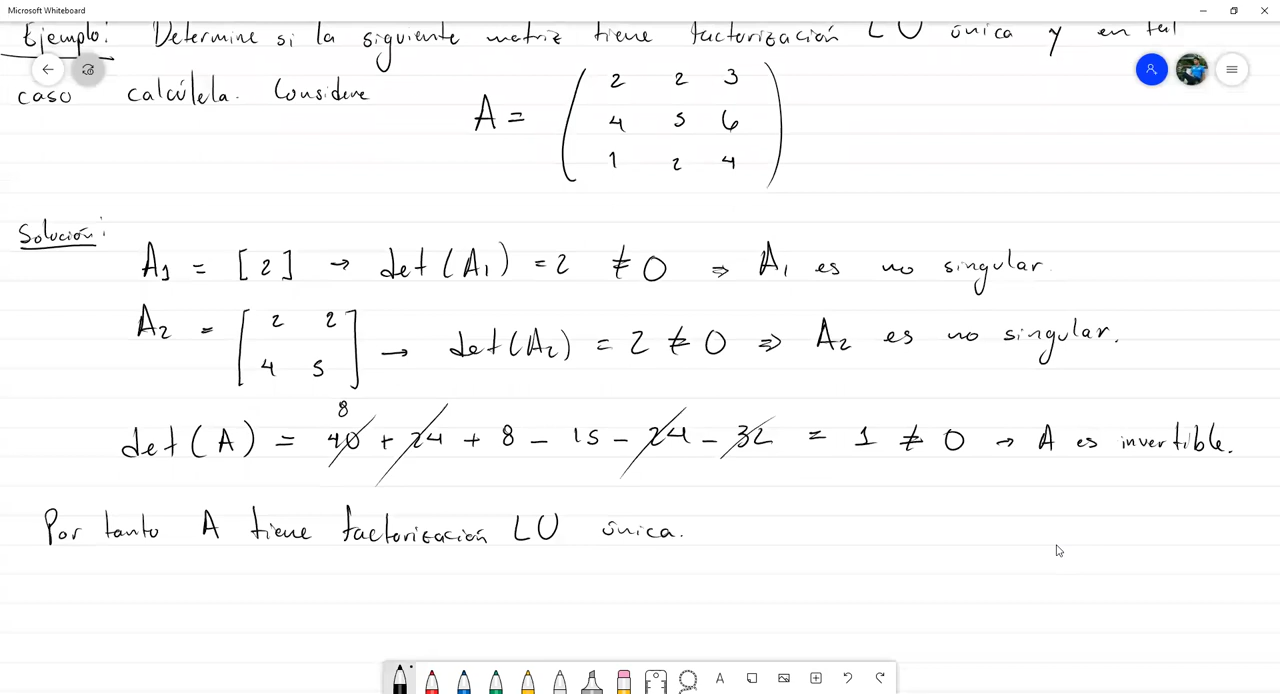 Microsoft Whiteboard
Ejemplo: Determine si la siguiente matriz tiene factorización LU única y en tal
caso calcúlela. Considere
A = ( 2 2 3
4 5 6
1 2 4 )
Solución:
A₁ = [2] → det(A₁) = 2 ≠ 0 ⇒ A₁ es no singular.
A₂ = [ 2 2
4 5 ] → det(A₂) = 2 ≠ 0 ⇒ A₂ es no singular.
8
det(A) = 40 + 24 + 8 - 15 - 24 - 32 = 1 ≠ 0 → A es invertible.
Por tanto A tiene factorización LU única.